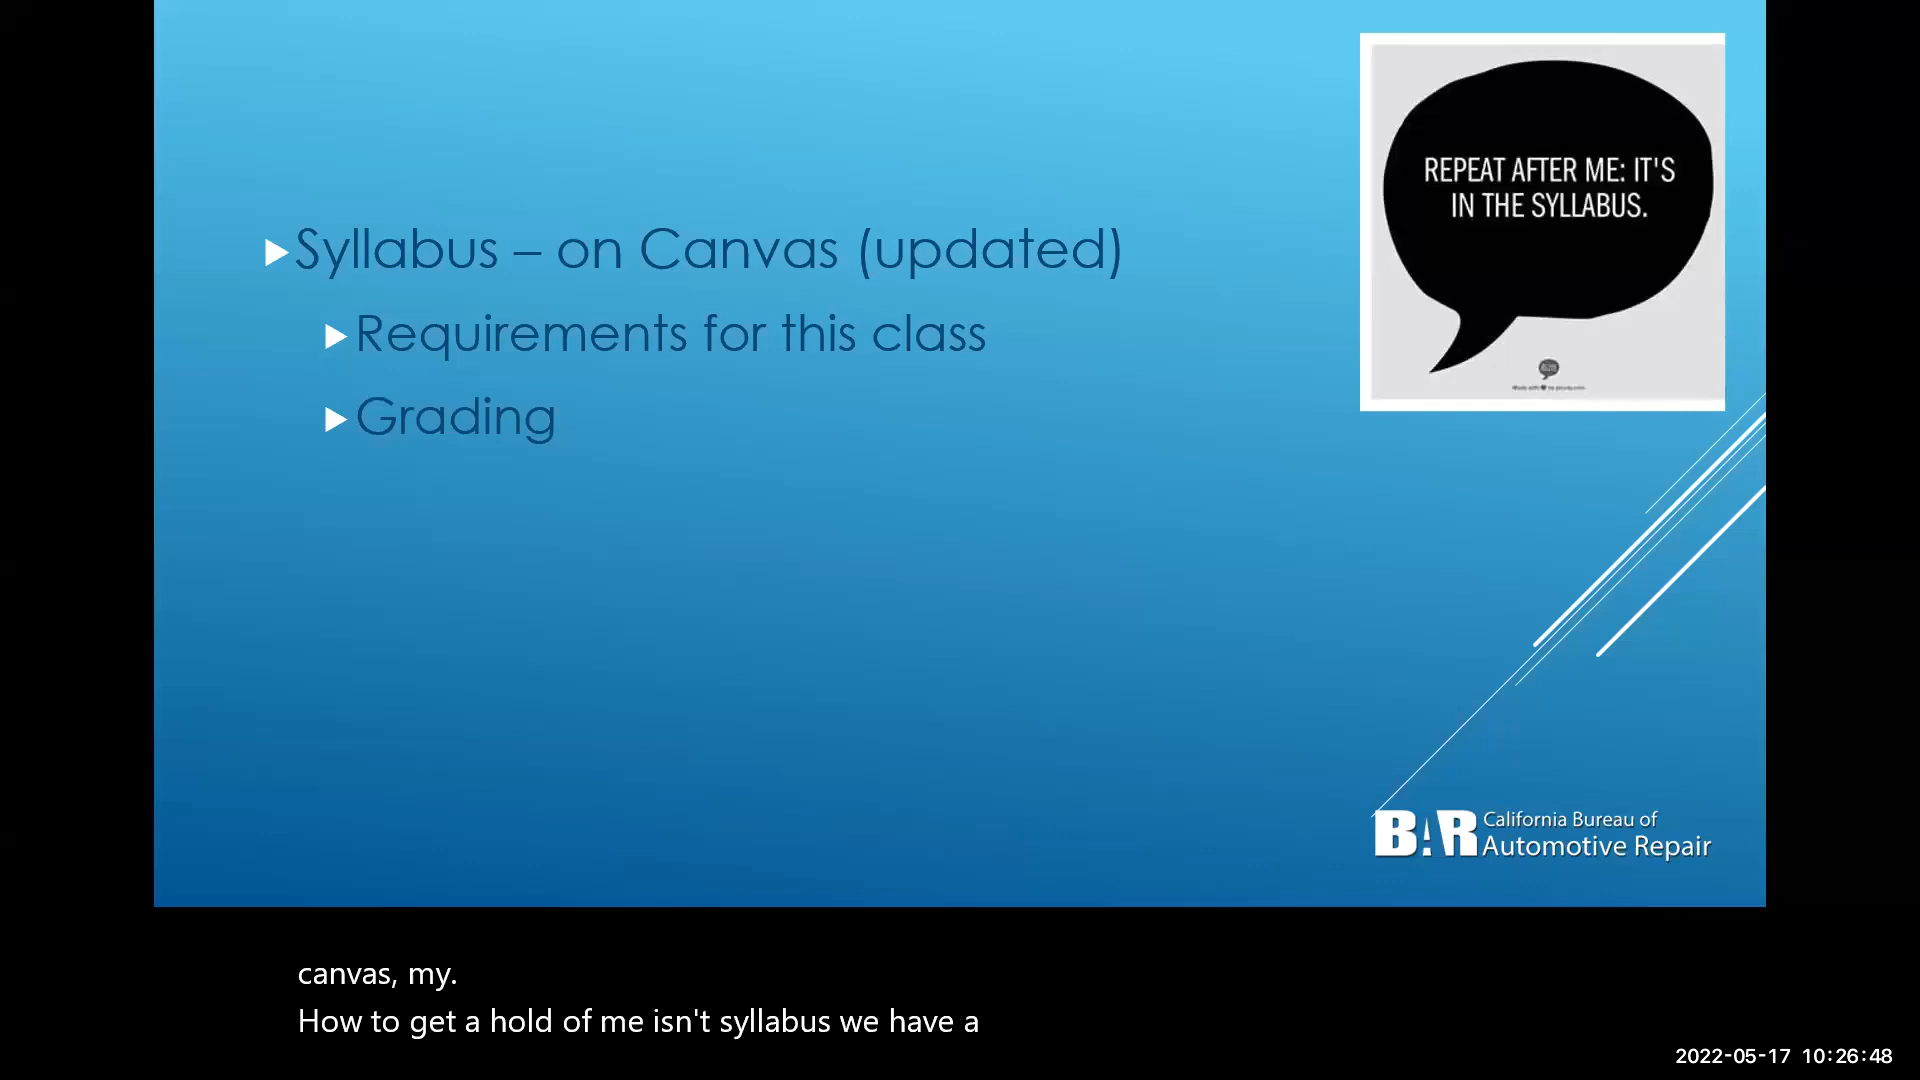 REPEAT AFTER ME: IT'S
IN THE SYLLABUS.
Syllabus – on Canvas (updated)
Requirements for this class
Grading
BAR California Bureau of
Automotive Repair
canvas, my.
How to get a hold of me isn't syllabus we have a
2022-05-17 10:26:48